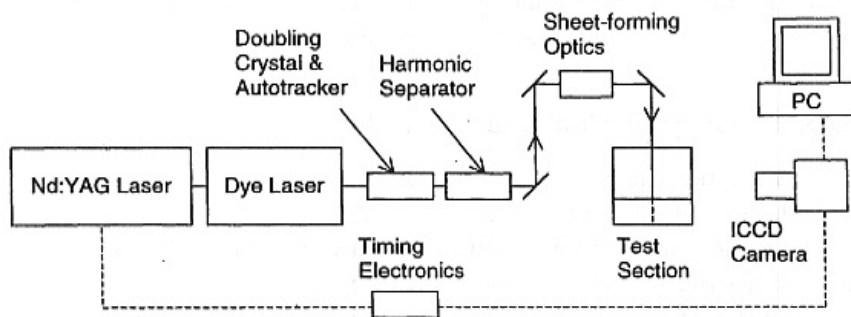 Sheet-forming
Optics
Doubling
Crystal &
Autotracker
Harmonic
Separator
PC
Nd:YAG Laser
Dye Laser
ICCD
Camera
Timing
Electronics
Test
Section